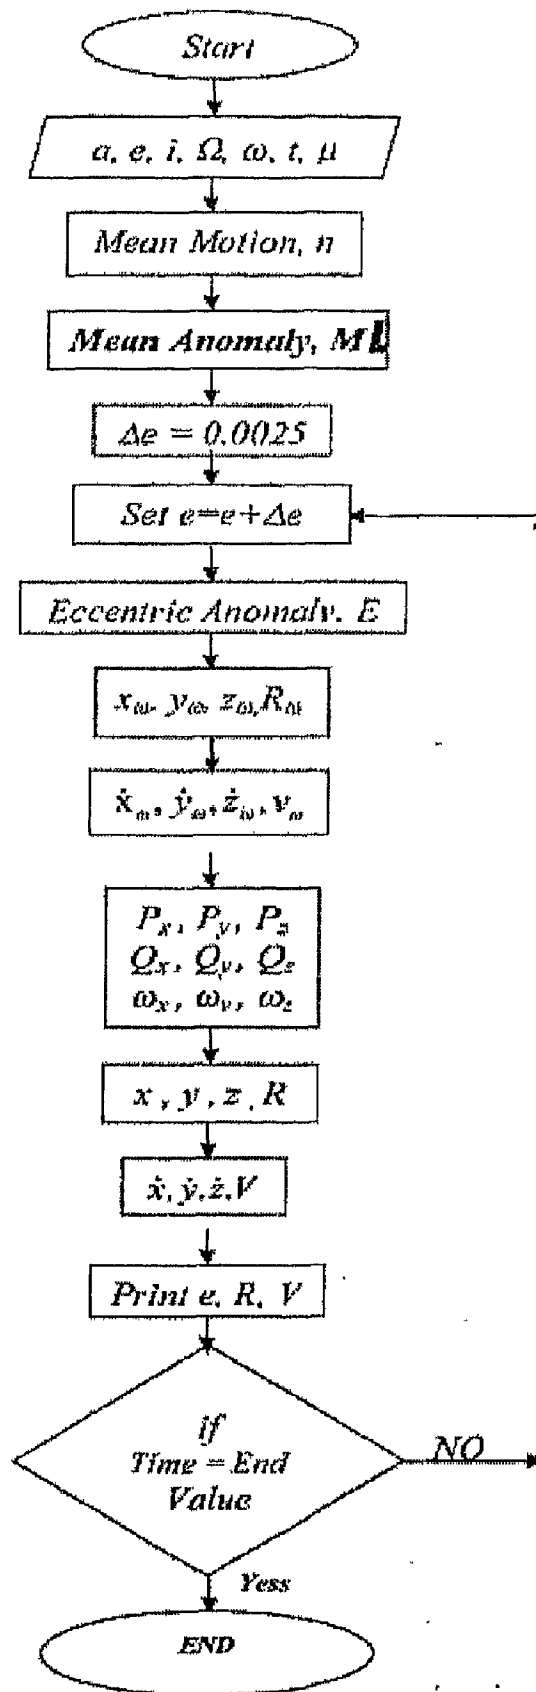 Start
a, e, i, Ω, ω, t, μ
Mean Motion, n
Mean Anomaly, M
Δe = 0.0025
Set e=e+Δe
Eccentric Anomaly, E
x_ω, y_ω, z_ω, R_ω
ẋ_ω, ẏ_ω, ż_ω, v_ω
P_x, P_y, P_z
Q_x, Q_y, Q_z
ω_x, ω_y, ω_z
x, y, z, R
ẋ, ẏ, ż, V
Print e, R, V
if
Time = End
Value
NO
Yess
END